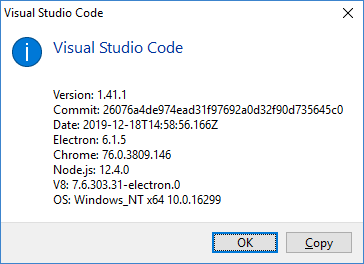 Visual Studio Code
Visual Studio Code
Version: 1.41.1
Commit: 26076a4de974ead31f97692a0d32f90d735645c0
Date: 2019-12-18T14:58:56.166Z
Electron: 6.1.5
Chrome: 76.0.3809.146
Node.js: 12.4.0
V8: 7.6.303.31-electron.0
OS: Windows_NT x64 10.0.16299
OK
Copy